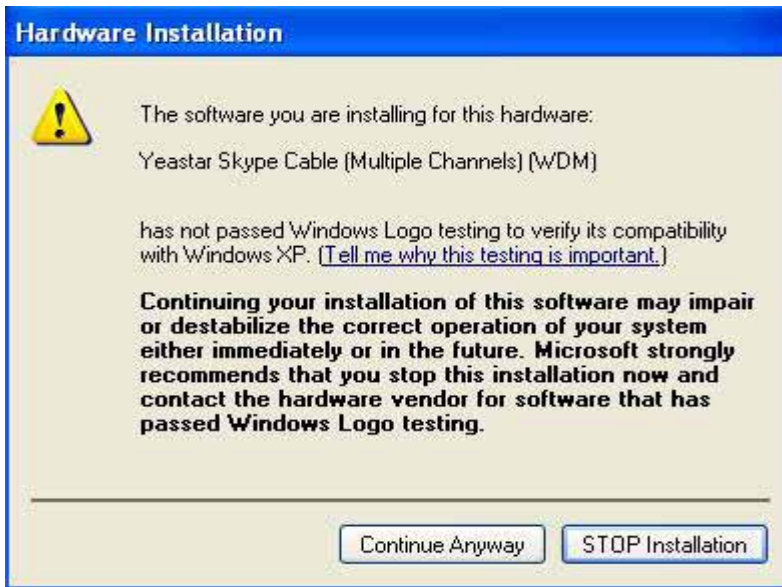 Hardware Installation
The software you are installing for this hardware:
Yeastar Skype Cable (Multiple Channels) (WDM)
has not passed Windows Logo testing to verify its compatibility
with Windows XP. (Tell me why this testing is important.)
Continuing your installation of this software may impair
or destabilize the correct operation of your system
either immediately or in the future. Microsoft strongly
recommends that you stop this installation now and
contact the hardware vendor for software that has
passed Windows Logo testing.
Continue Anyway
STOP Installation